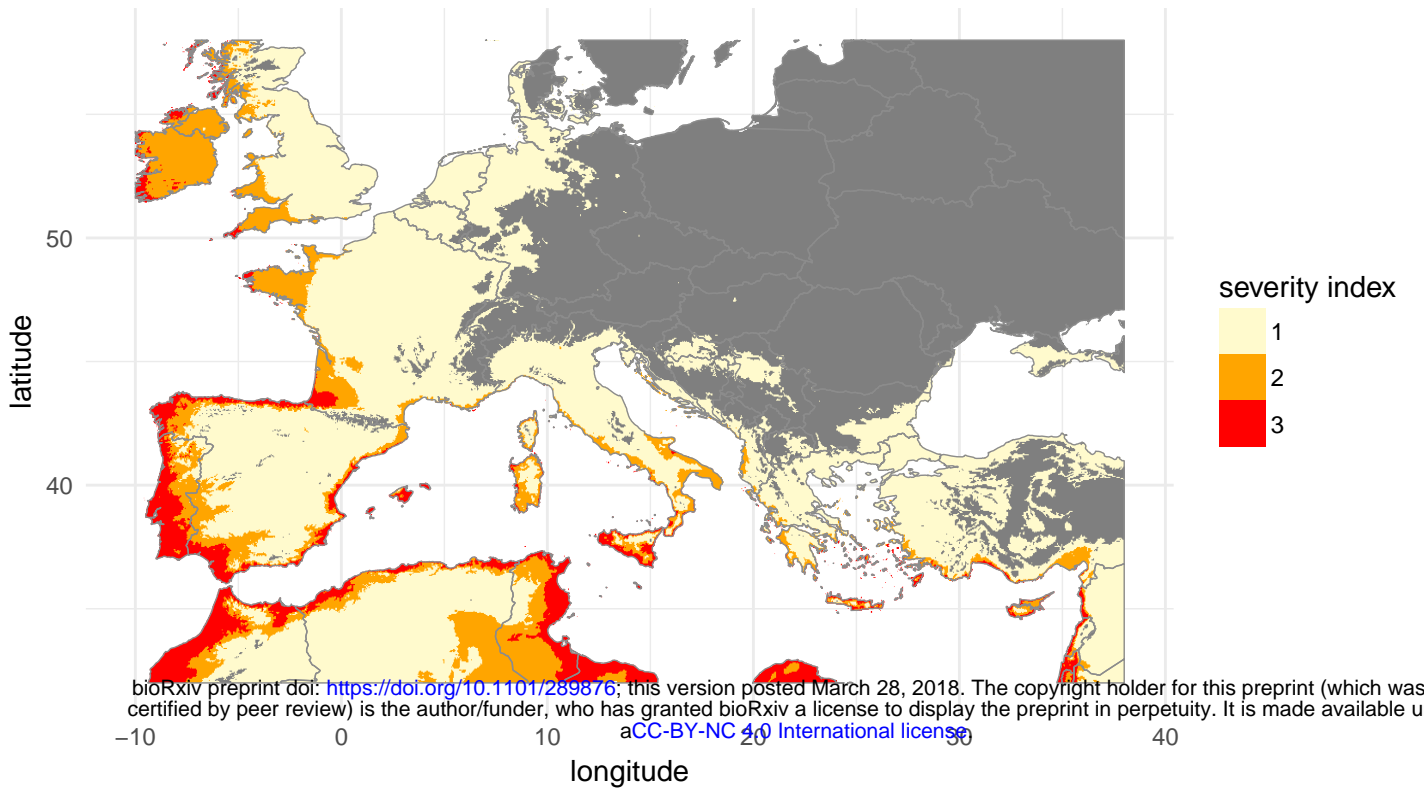 50
40
latitude
severity index
1
2
3
bioRxiv preprint doi: https://doi.org/10.1101/289876; this version posted March 28, 2018. The copyright holder for this preprint (which was
certified by peer review) is the author/funder, who has granted bioRxiv a license to display the preprint in perpetuity. It is made available u
aCC-BY-NC 4.0 International license.
−10 0 10 20 30 40
longitude